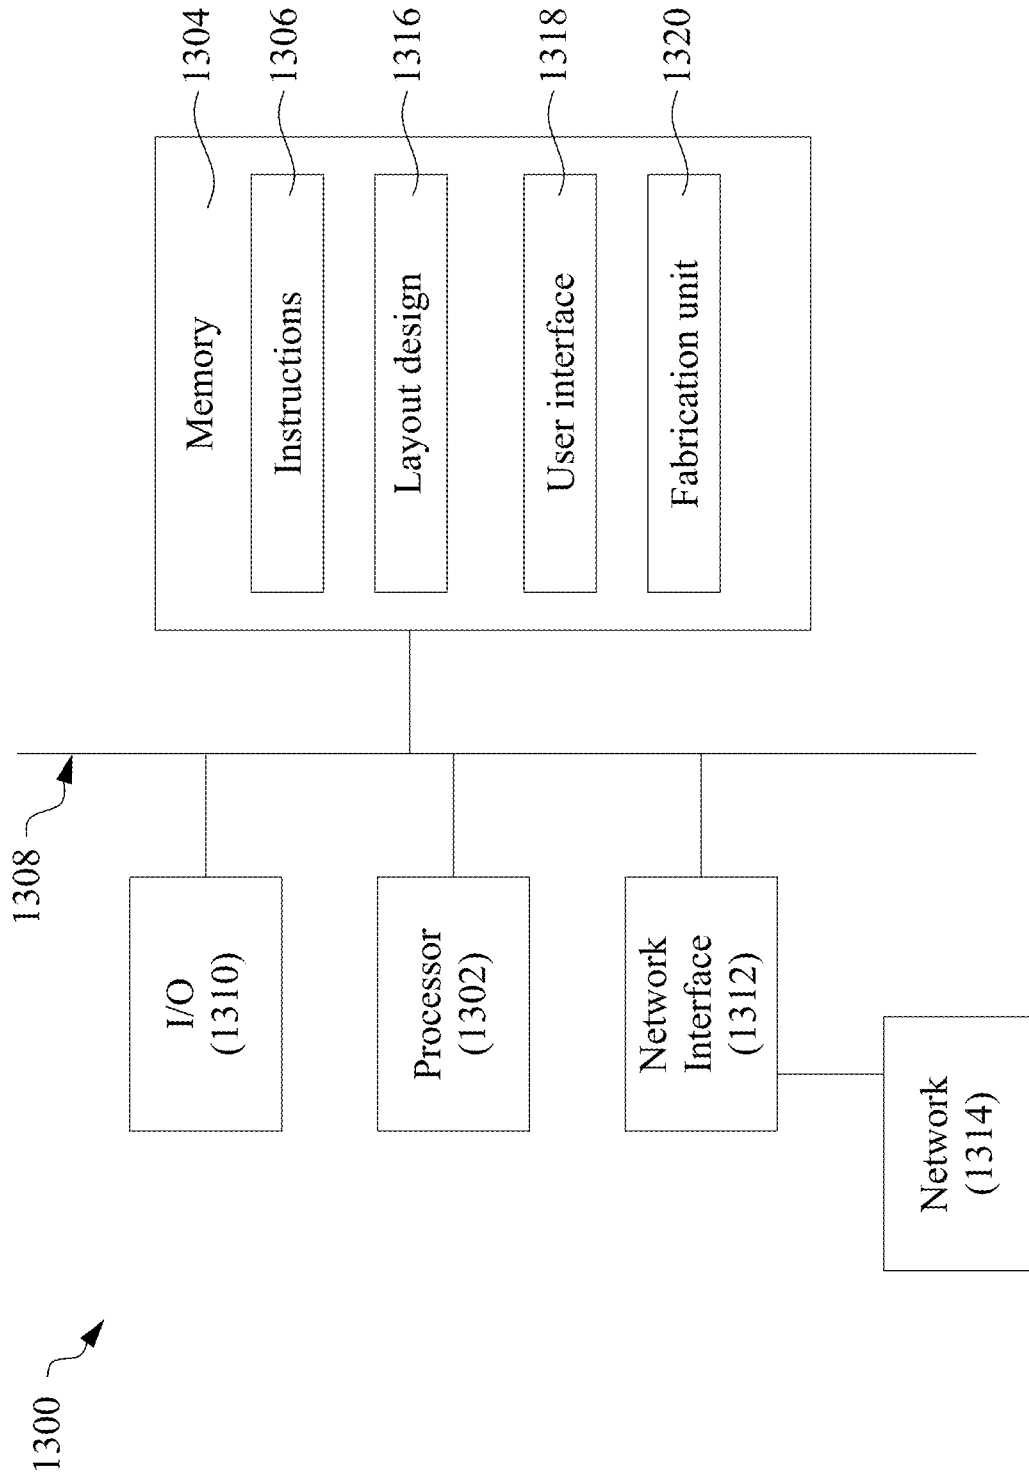 1300
1308
I/O
(1310)
Processor
(1302)
Network
Interface
(1312)
Network
(1314)
Memory
1304
Instructions
1306
Layout design
1316
User interface
1318
Fabrication unit
1320